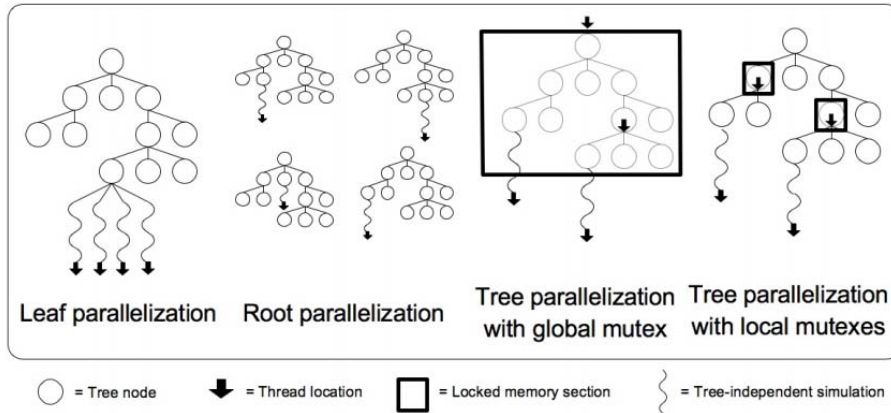 Leaf parallelization
Root parallelization
Tree parallelization
with global mutex
Tree parallelization
with local mutexes
= Tree node
= Thread location
= Locked memory section
= Tree-independent simulation